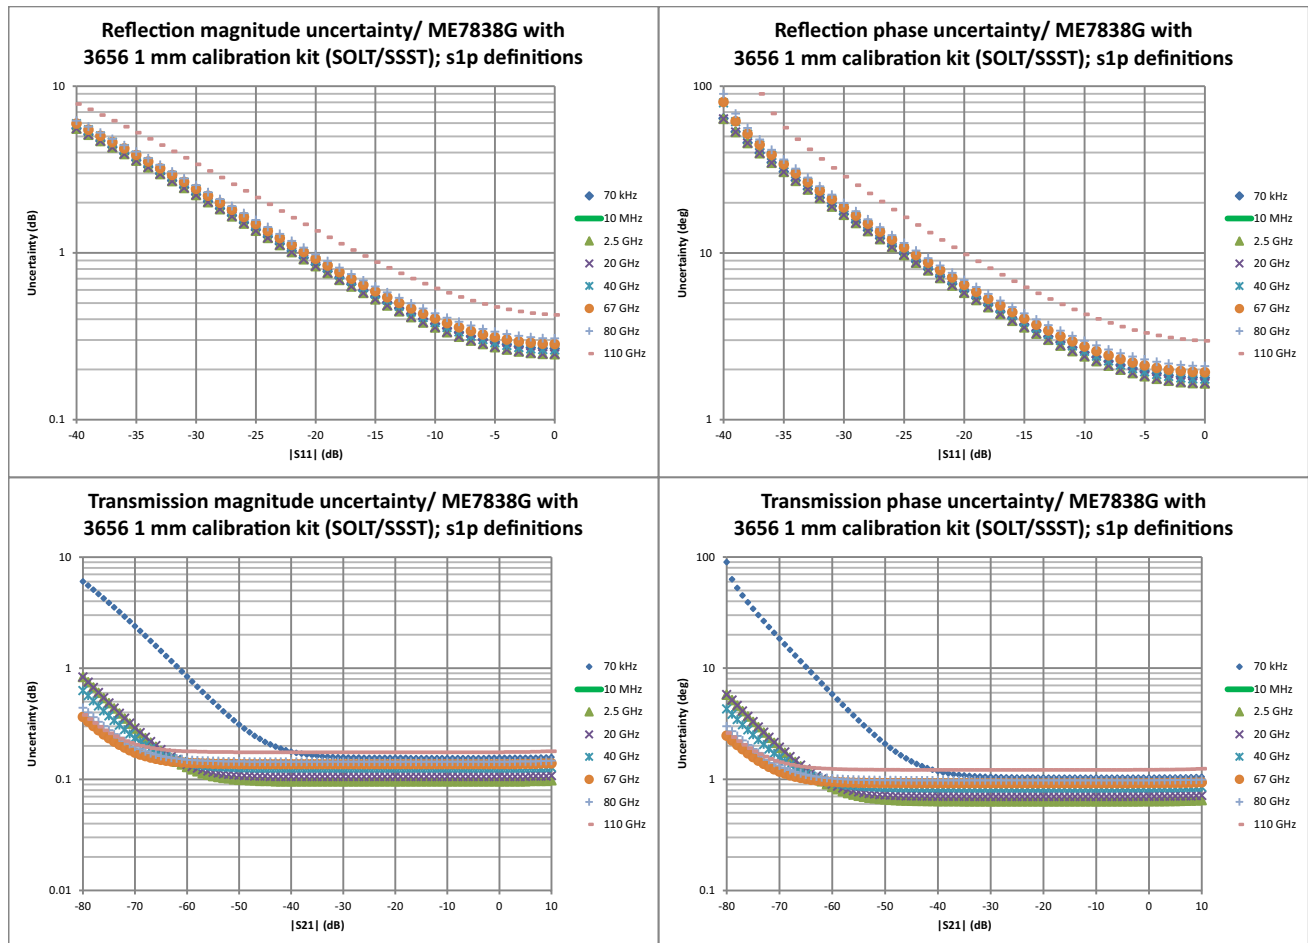 Reflection magnitude uncertainty/ ME7838G with
3656 1 mm calibration kit (SOLT/SSST); s1p definitions
10
1
0.1
Uncertainty (dB)
-40 -35 -30 -25 -20 -15 -10 -5 0
|S11| (dB)
70 kHz
10 MHz
2.5 GHz
20 GHz
40 GHz
67 GHz
80 GHz
110 GHz
Reflection phase uncertainty/ ME7838G with
3656 1 mm calibration kit (SOLT/SSST); s1p definitions
100
10
1
Uncertainty (deg)
-40 -35 -30 -25 -20 -15 -10 -5 0
|S11| (dB)
70 kHz
10 MHz
2.5 GHz
20 GHz
40 GHz
67 GHz
80 GHz
110 GHz
Transmission magnitude uncertainty/ ME7838G with
3656 1 mm calibration kit (SOLT/SSST); s1p definitions
10
1
0.1
0.01
Uncertainty (dB)
-80 -70 -60 -50 -40 -30 -20 -10 0 10
|S21| (dB)
70 kHz
10 MHz
2.5 GHz
20 GHz
40 GHz
67 GHz
80 GHz
110 GHz
Transmission phase uncertainty/ ME7838G with
3656 1 mm calibration kit (SOLT/SSST); s1p definitions
100
10
1
0.1
Uncertainty (deg)
-80 -70 -60 -50 -40 -30 -20 -10 0 10
|S21| (dB)
70 kHz
10 MHz
2.5 GHz
20 GHz
40 GHz
67 GHz
80 GHz
110 GHz